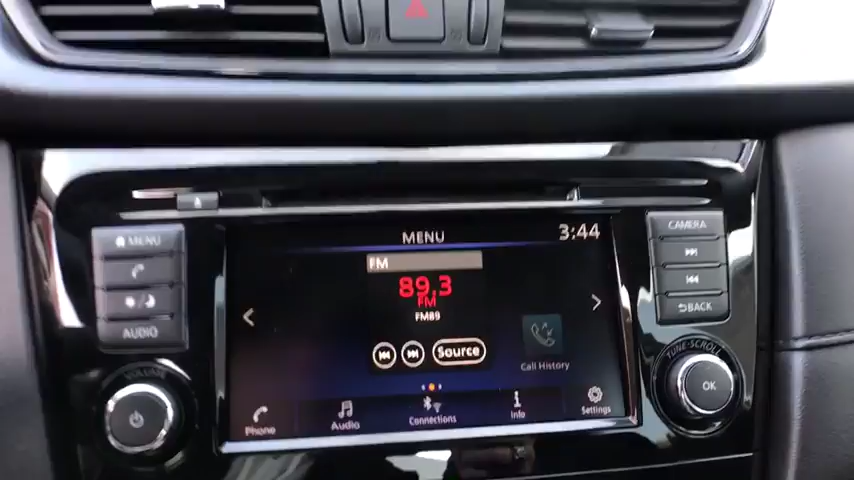 MENU
3:44
FM
89.3
FM
FM89
Source
Call History
Phone
Audio
Connections
Info
Settings
MENU
AUDIO
VOLUME
CAMERA
BACK
TUNE·SCROLL
OK